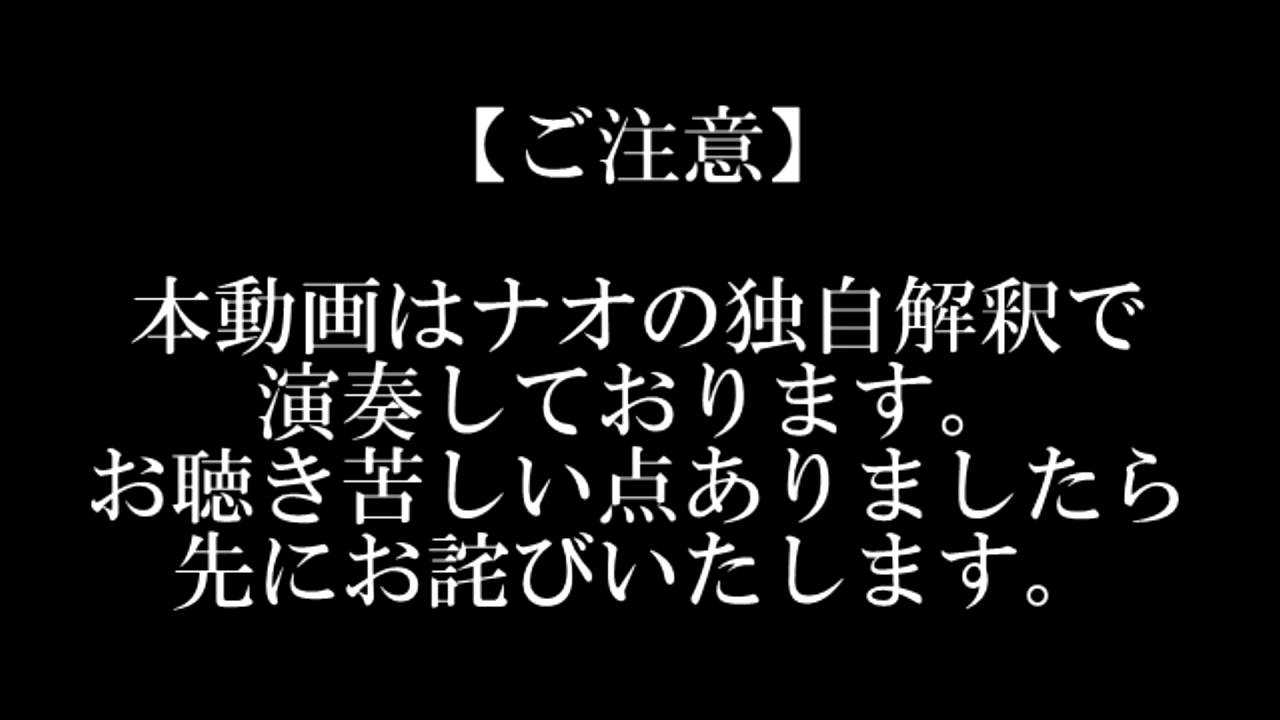 【ご注意】
本動画はナオの独自解釈で
演奏しております。
お聴き苦しい点ありましたら
先にお詫びいたします。